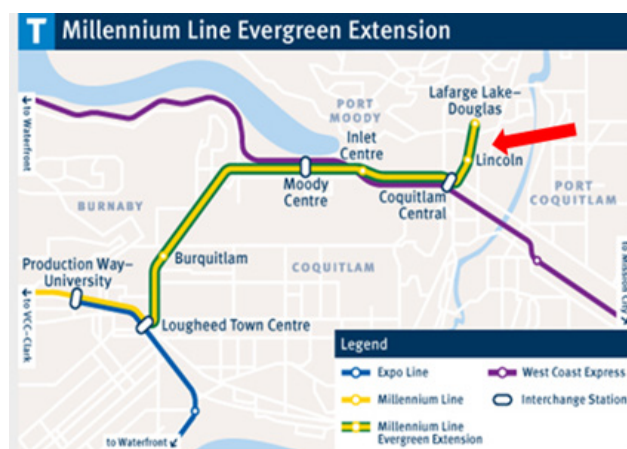 T Millennium Line Evergreen Extension
to Waterfront
PORT
MOODY
Lafarge Lake–
Douglas
Inlet
Centre
Lincoln
Moody
Centre
Coquitlam
Central
PORT
COQUITLAM
BURNABY
Burquitlam
COQUITLAM
Production Way–
University
to VCC–Clark
Lougheed Town Centre
to Mission City
to Waterfront
Legend
Expo Line
West Coast Express
Millennium Line
Interchange Station
Millennium Line
Evergreen Extension